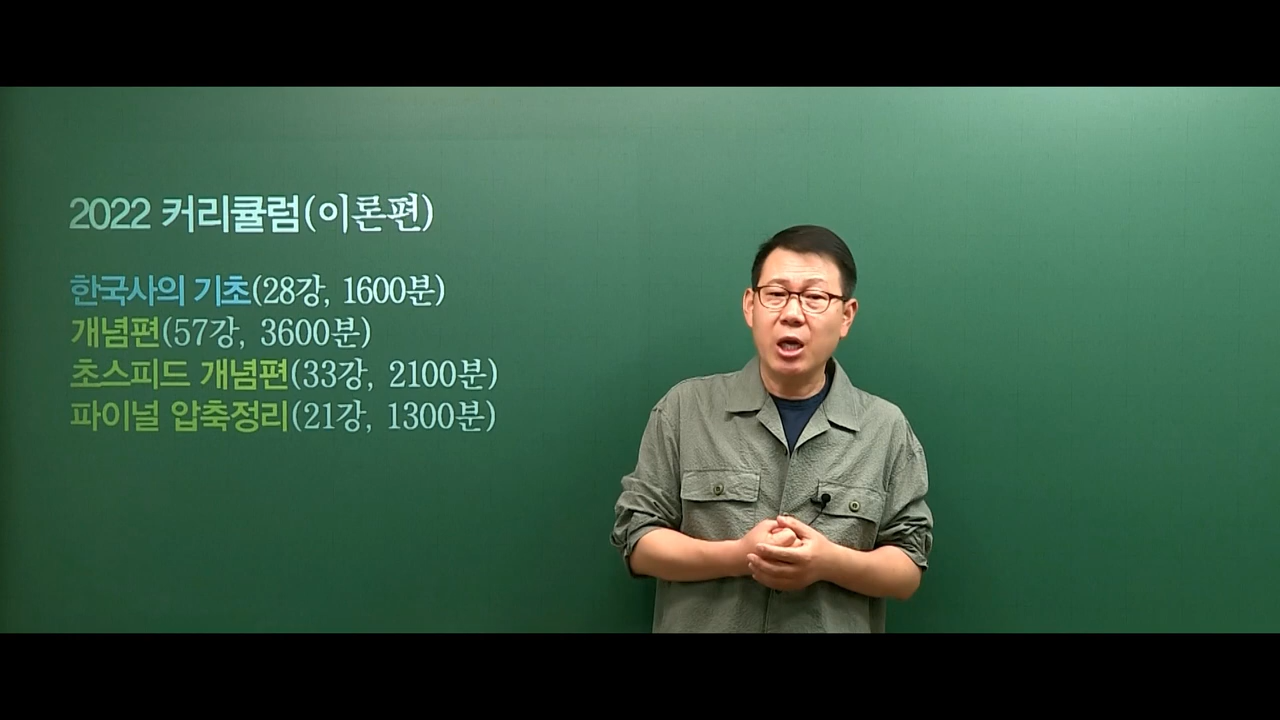 2022 커리큘럼(이론편)
한국사의 기초(28강, 1600분)
개념편(57강, 3600분)
초스피드 개념편(33강, 2100분)
파이널 압축정리(21강, 1300분)